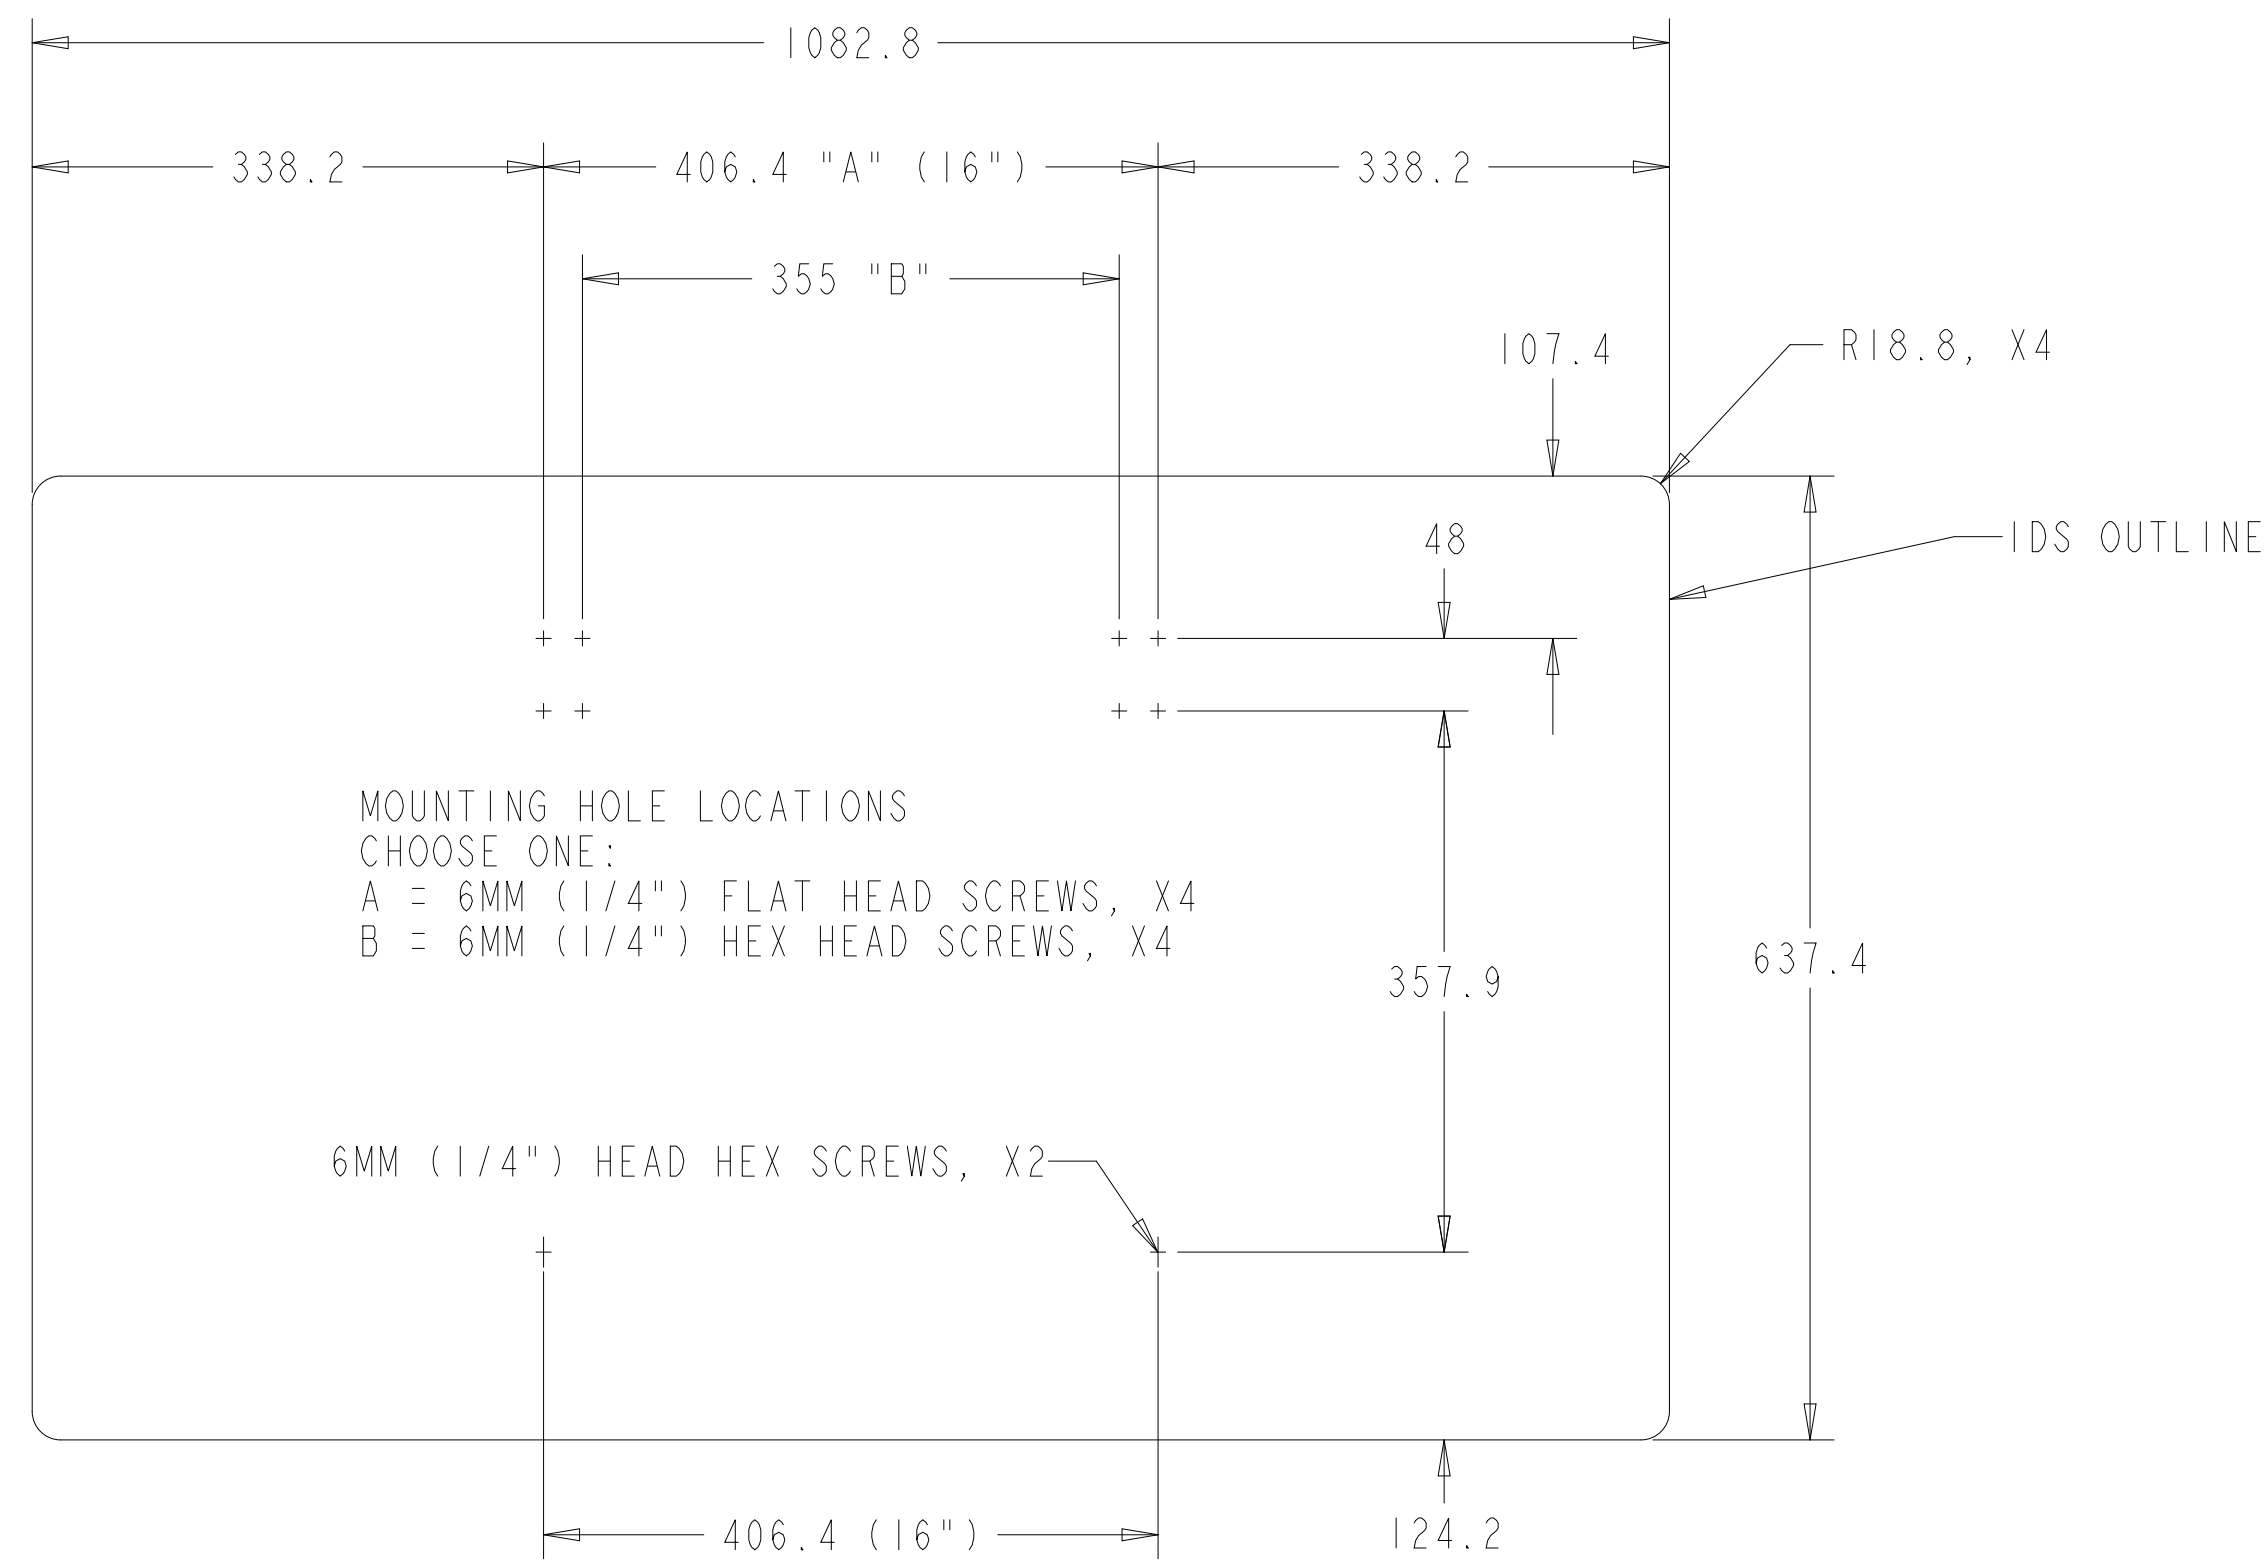 1082.8
338.2
406.4 "A" (16")
338.2
355 "B"
107.4
R18.8, X4
48
IDS OUTLINE
MOUNTING HOLE LOCATIONS
CHOOSE ONE:
A = 6MM (1/4") FLAT HEAD SCREWS, X4
B = 6MM (1/4") HEX HEAD SCREWS, X4
637.4
357.9
6MM (1/4") HEAD HEX SCREWS, X2
406.4 (16")
124.2